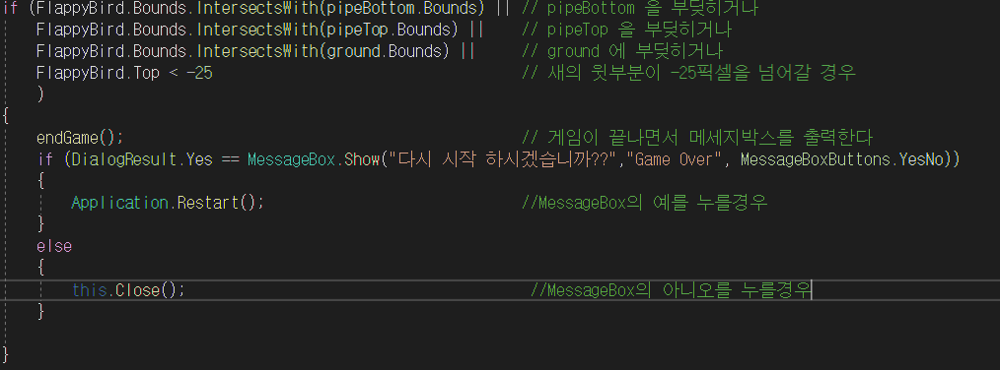 if (FlappyBird.Bounds.IntersectsWith(pipeBottom.Bounds) || // pipeBottom 을 부딪히거나
FlappyBird.Bounds.IntersectsWith(pipeTop.Bounds) || // pipeTop 을 부딪히거나
FlappyBird.Bounds.IntersectsWith(ground.Bounds) || // ground 에 부딪히거나
FlappyBird.Top < -25 // 새의 윗부분이 -25픽셀을 넘어갈 경우
)
{
endGame(); // 게임이 끝나면서 메세지박스를 출력한다
if (DialogResult.Yes == MessageBox.Show("다시 시작 하시겠습니까??","Game Over", MessageBoxButtons.YesNo))
{
Application.Restart(); //MessageBox의 예를 누를경우
}
else
{
this.Close(); //MessageBox의 아니오를 누를경우
}
}